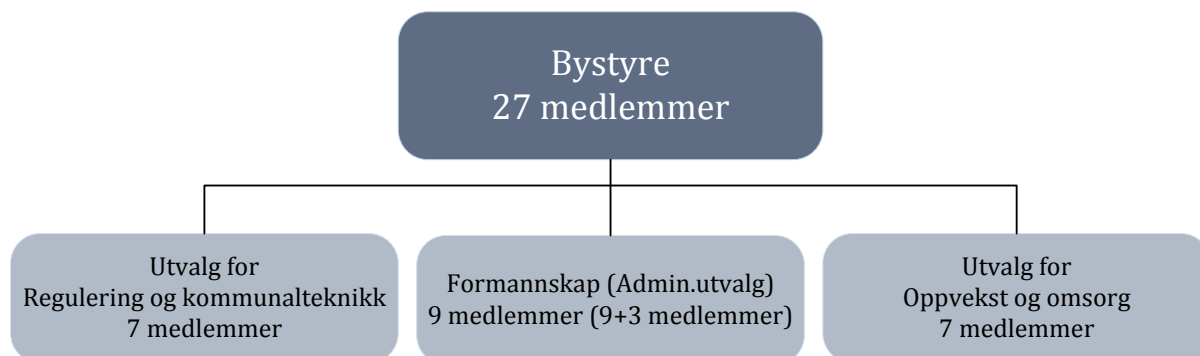 Bystyre
27 medlemmer
Utvalg for
Regulering og kommunalteknikk
7 medlemmer
Formannskap (Admin.utvalg)
9 medlemmer (9+3 medlemmer)
Utvalg for
Oppvekst og omsorg
7 medlemmer